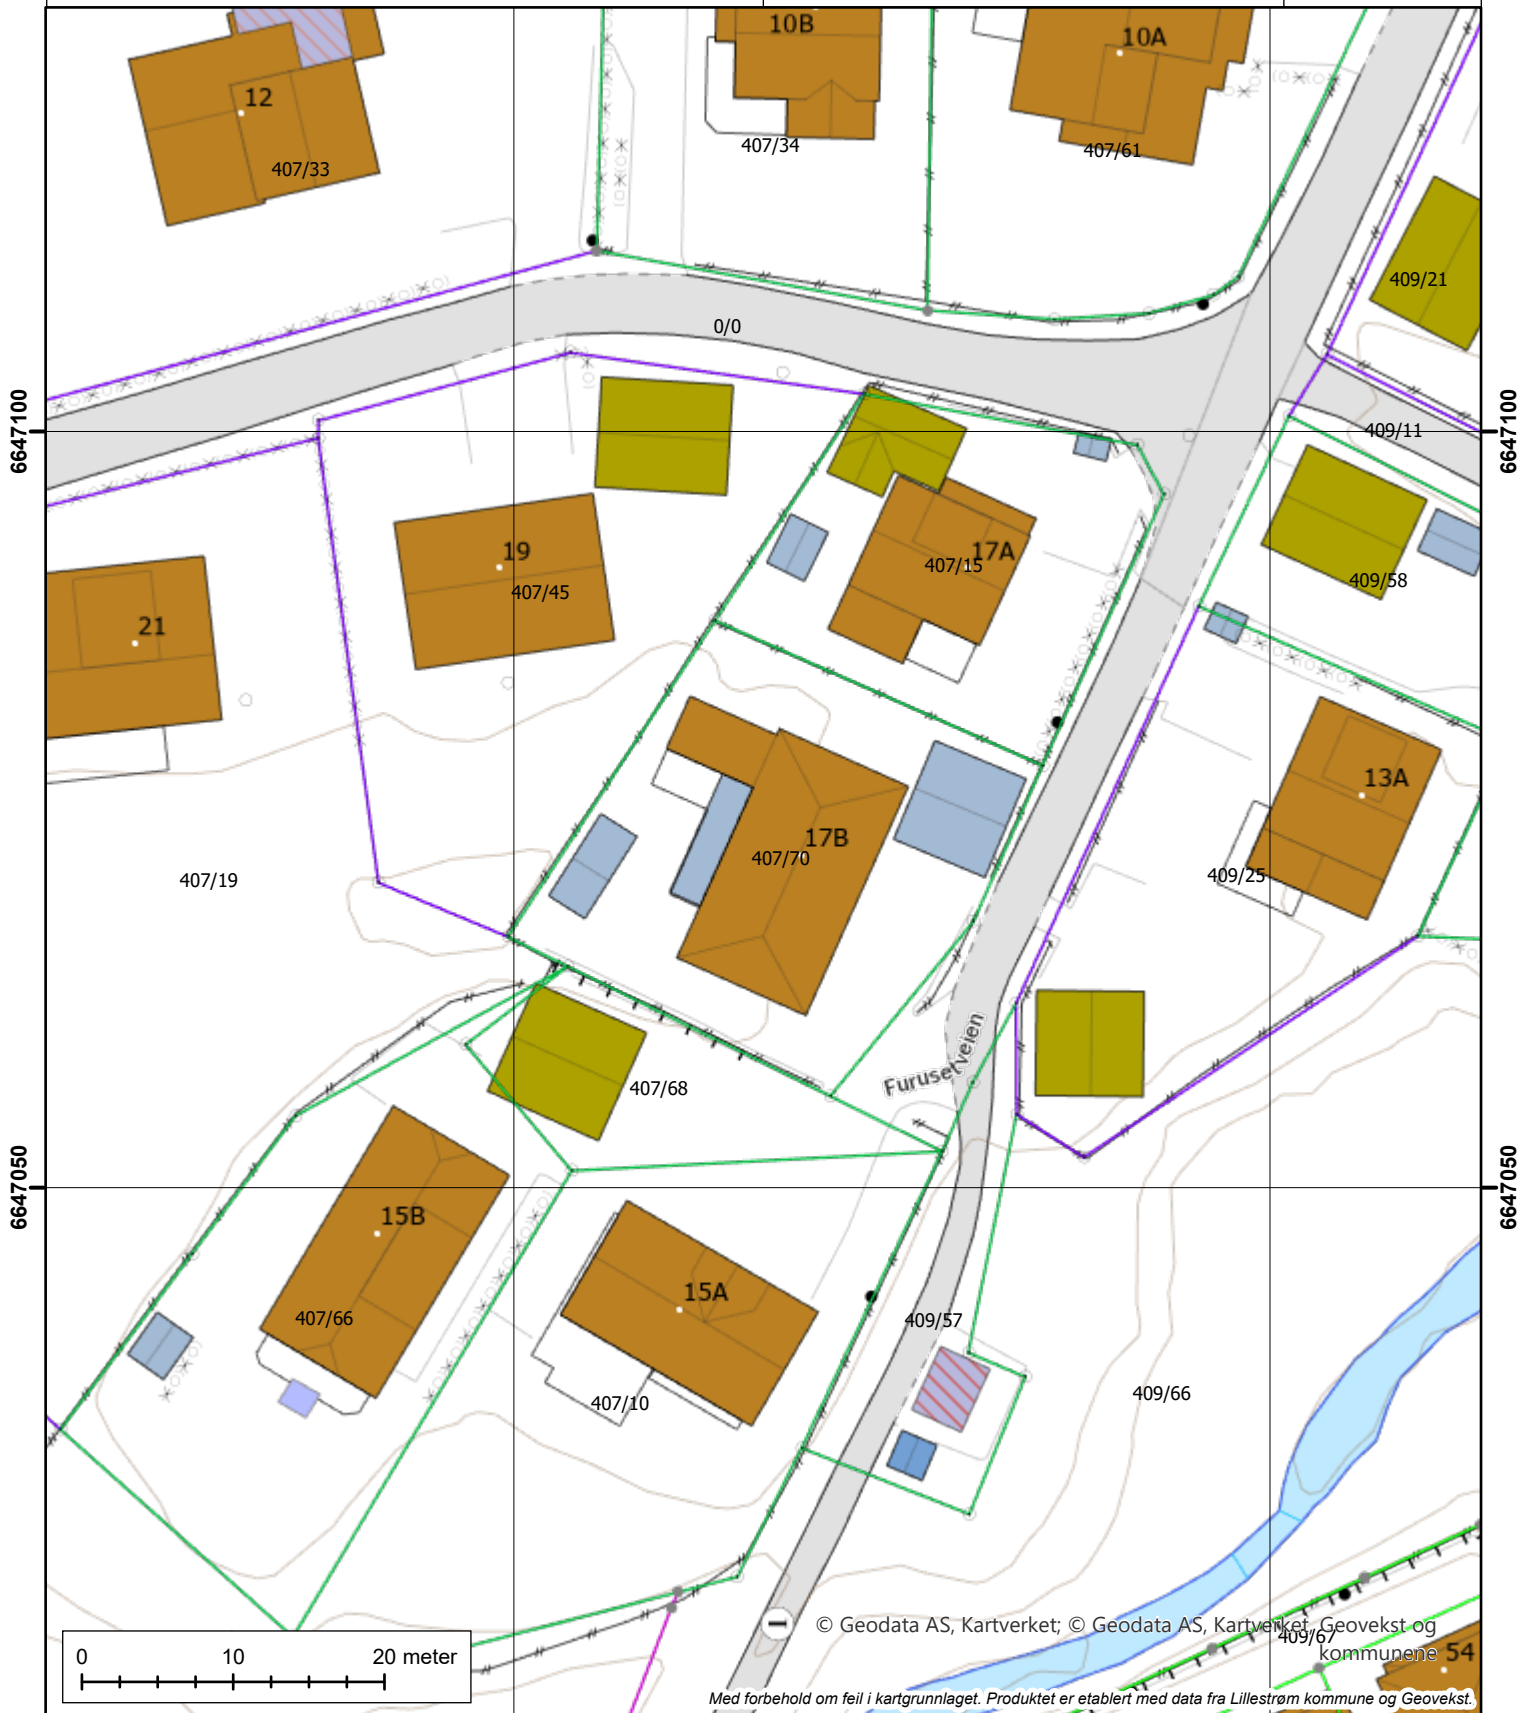 10B
10A
12
407/34
407/61
407/33
409/21
0/0
6647100
6647100
409/11
19
17A
407/15
409/58
407/45
21
13A
17B
407/70
409/25
407/19
Furusetveien
407/68
6647050
6647050
15B
15A
407/66
409/57
409/66
407/10
1
© Geodata AS, Kartverket; © Geodata AS, Kartverket, Geovekst og
kommunene
409/67
54
0 10 20 meter
Med forbehold om feil i kartgrunnlaget. Produktet er etablert med data fra Lillestrøm kommune og Geovekst.